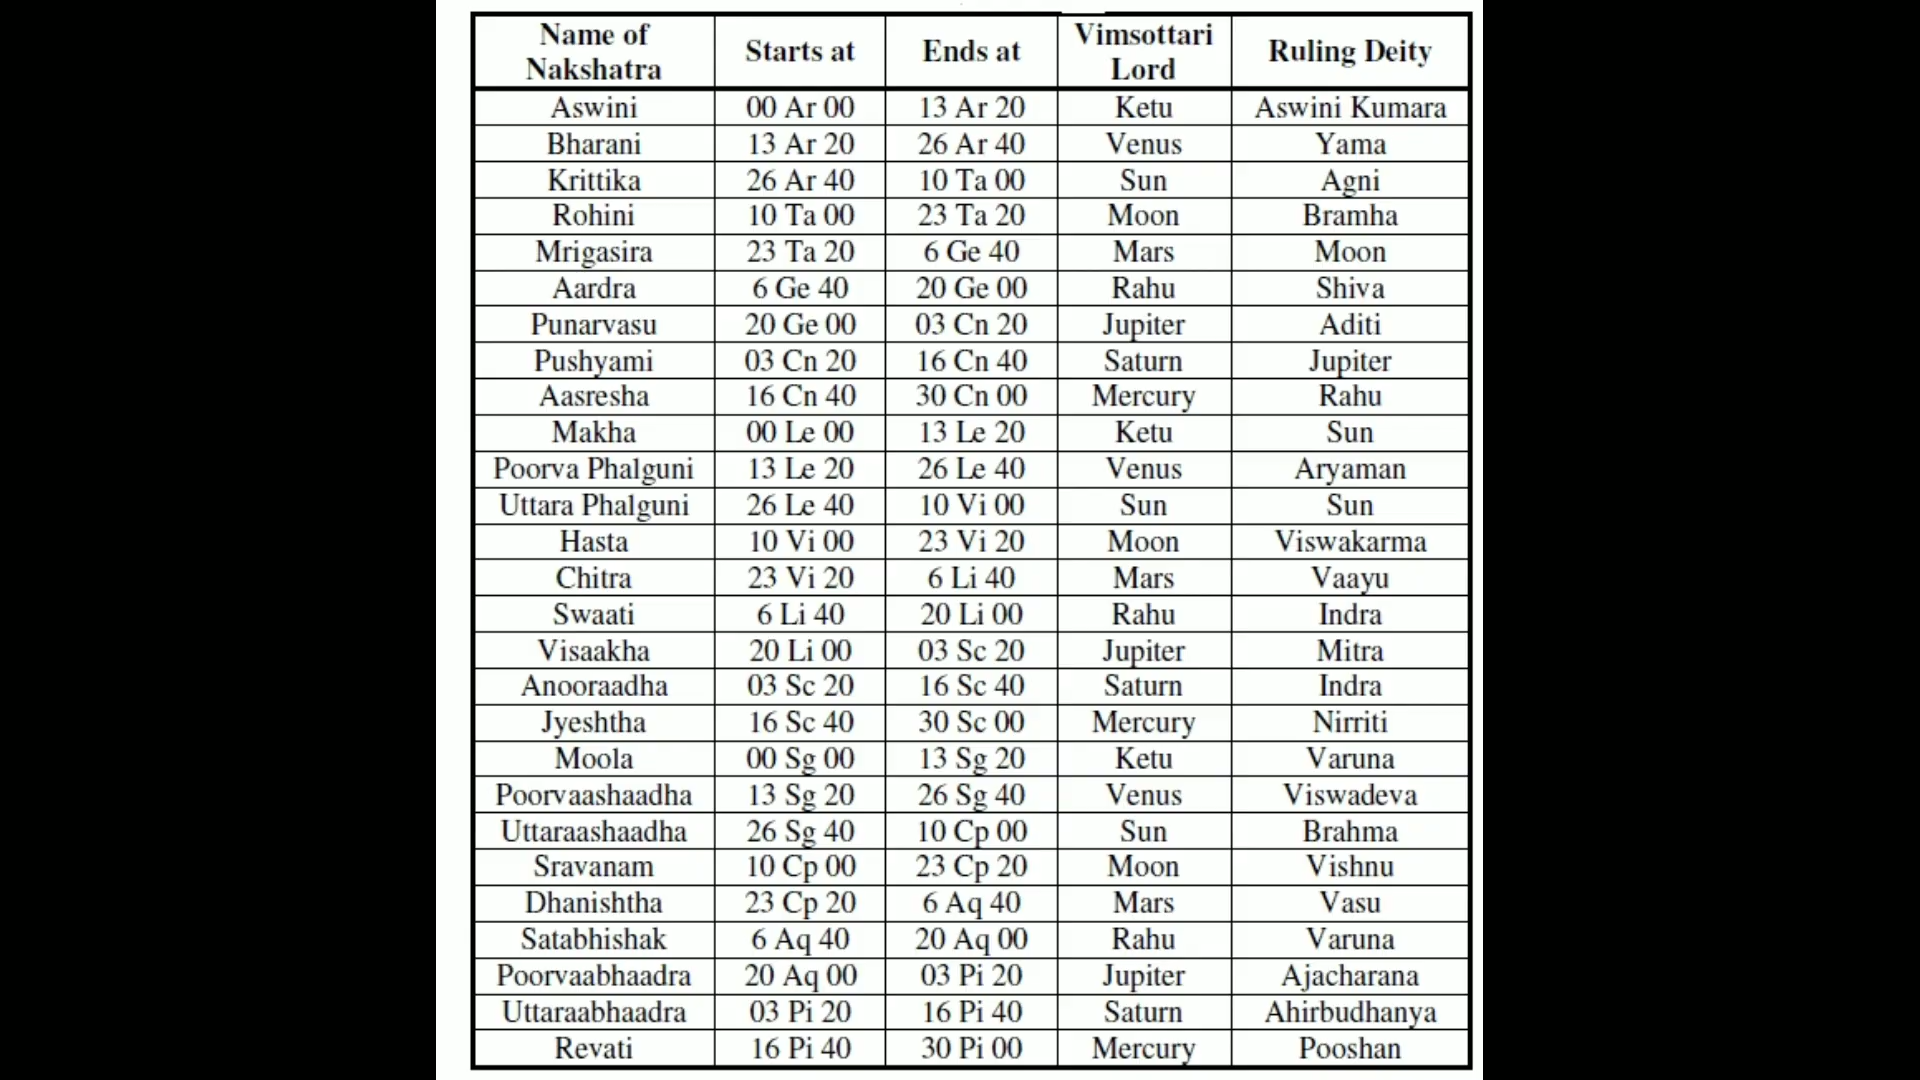 Name of Nakshatra Starts at Ends at Vimsottari Lord Ruling Deity
Aswini 00 Ar 00 13 Ar 20 Ketu Aswini Kumara
Bharani 13 Ar 20 26 Ar 40 Venus Yama
Krittika 26 Ar 40 10 Ta 00 Sun Agni
Rohini 10 Ta 00 23 Ta 20 Moon Bramha
Mrigasira 23 Ta 20 6 Ge 40 Mars Moon
Aardra 6 Ge 40 20 Ge 00 Rahu Shiva
Punarvasu 20 Ge 00 03 Cn 20 Jupiter Aditi
Pushyami 03 Cn 20 16 Cn 40 Saturn Jupiter
Aasresha 16 Cn 40 30 Cn 00 Mercury Rahu
Makha 00 Le 00 13 Le 20 Ketu Sun
Poorva Phalguni 13 Le 20 26 Le 40 Venus Aryaman
Uttara Phalguni 26 Le 40 10 Vi 00 Sun Sun
Hasta 10 Vi 00 23 Vi 20 Moon Viswakarma
Chitra 23 Vi 20 6 Li 40 Mars Vaayu
Swaati 6 Li 40 20 Li 00 Rahu Indra
Visaakha 20 Li 00 03 Sc 20 Jupiter Mitra
Anooraadha 03 Sc 20 16 Sc 40 Saturn Indra
Jyeshtha 16 Sc 40 30 Sc 00 Mercury Nirriti
Moola 00 Sg 00 13 Sg 20 Ketu Varuna
Poorvaashaadha 13 Sg 20 26 Sg 40 Venus Viswadeva
Uttaraashaadha 26 Sg 40 10 Cp 00 Sun Brahma
Sravanam 10 Cp 00 23 Cp 20 Moon Vishnu
Dhanishtha 23 Cp 20 6 Aq 40 Mars Vasu
Satabhishak 6 Aq 40 20 Aq 00 Rahu Varuna
Poorvaabhaadra 20 Aq 00 03 Pi 20 Jupiter Ajacharana
Uttaraabhaadra 03 Pi 20 16 Pi 40 Saturn Ahirbudhanya
Revati 16 Pi 40 30 Pi 00 Mercury Pooshan